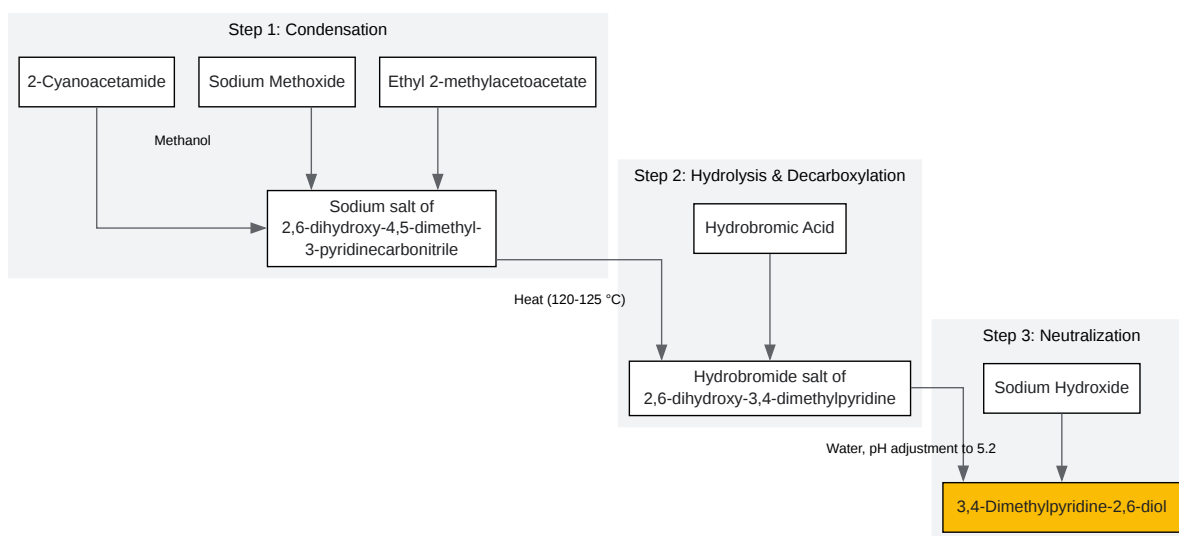 Step 1: Condensation
2-Cyanoacetamide
Sodium Methoxide
Ethyl 2-methylacetoacetate
Methanol
Sodium salt of
2,6-dihydroxy-4,5-dimethyl-
3-pyridinecarbonitrile
Step 2: Hydrolysis & Decarboxylation
Hydrobromic Acid
Heat (120-125 °C)
Hydrobromide salt of
2,6-dihydroxy-3,4-dimethylpyridine
Step 3: Neutralization
Sodium Hydroxide
Water, pH adjustment to 5.2
3,4-Dimethylpyridine-2,6-diol